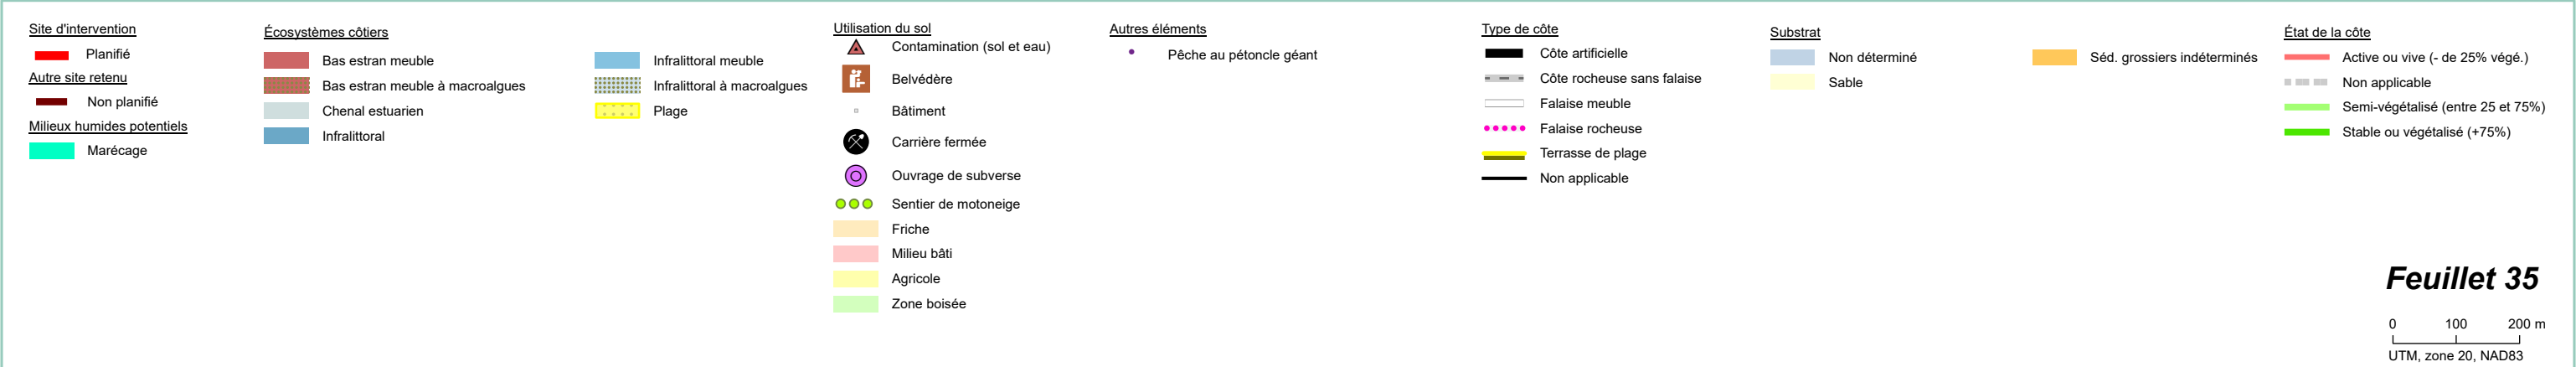 Site d'intervention
Planifié
Autre site retenu
Non planifié
Milieux humides potentiels
Marécage
Écosystèmes côtiers
Bas estran meuble
Bas estran meuble à macroalgues
Chenal estuarien
Infralittoral
Infralittoral meuble
Infralittoral à macroalgues
Plage
Utilisation du sol
Contamination (sol et eau)
Belvédère
Bâtiment
Carrière fermée
Ouvrage de subverse
Sentier de motoneige
Friche
Milieu bâti
Agricole
Zone boisée
Autres éléments
Pêche au pétoncle géant
Type de côte
Côte artificielle
Côte rocheuse sans falaise
Falaise meuble
Falaise rocheuse
Terrasse de plage
Non applicable
Substrat
Non déterminé
Sable
Séd. grossiers indéterminés
État de la côte
Active ou vive (- de 25% végé.)
Non applicable
Semi-végétalisé (entre 25 et 75%)
Stable ou végétalisé (+75%)
Feuillet 35
0 100 200 m
UTM, zone 20, NAD83